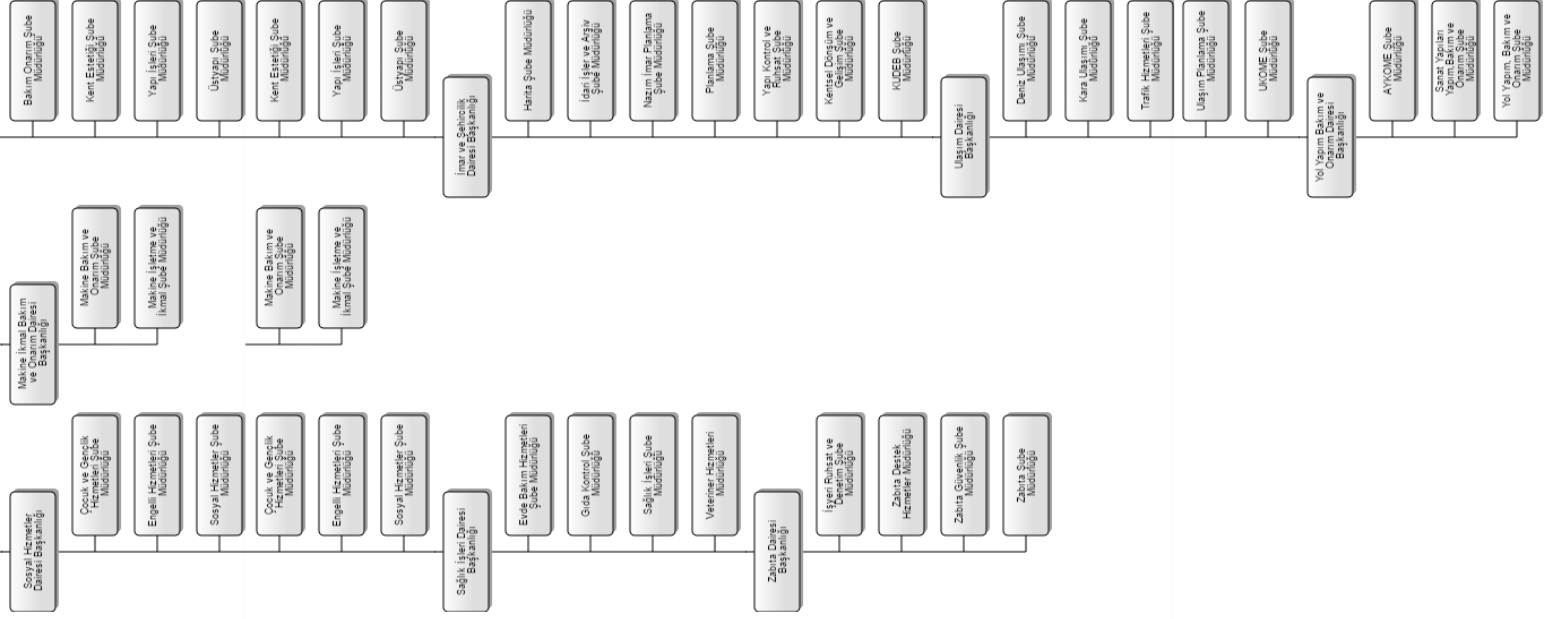 Bakım Onarım Şube
Müdürlüğü
Kent Estetiği Şube
Müdürlüğü
Yapı İşleri Şube
Müdürlüğü
Üstyapı Şube
Müdürlüğü
Kent Estetiği Şube
Müdürlüğü
Yapı İşleri Şube
Müdürlüğü
Üstyapı Şube
Müdürlüğü
İmar ve Şehircilik
Dairesi Başkanlığı
Harita Şube Müdürlüğü
İdari İşler ve Arşiv
Şube Müdürlüğü
Nazım İmar Planlama
Şube Müdürlüğü
Planlama Şube
Müdürlüğü
Yapı Kontrol ve
Ruhsat Şube
Müdürlüğü
Kentsel Dönşüm ve
Gelişim Şube
Müdürlüğü
KUDEB Şube
Müdürlüğü
Ulaşım Dairesi
Başkanlığı
Deniz Ulaşımı Şube
Müdürlüğü
Kara Ulaşımı Şube
Müdürlüğü
Trafik Hizmetleri Şube
Müdürlüğü
Ulaşım Planlama Şube
Müdürlüğü
UKOME Şube
Müdürlüğü
Yol Yapım Bakım ve
Onarım Dairesi
Başkanlığı
AYKOME Şube
Müdürlüğü
Sanat Yapıları
Yapım,Bakım ve
Onarım Şube
Müdürlüğü
Yol Yapım, Bakım ve
Onarım Şube
Müdürlüğü
Makine İkmal Bakım
ve Onarım Dairesi
Başkanlığı
Makine Bakım ve
Onarım Şube
Müdürlüğü
Makine İşletme ve
İkmal Şube Müdürlüğü
Makine Bakım ve
Onarım Şube
Müdürlüğü
Makine İşletme ve
İkmal Şube Müdürlüğü
Sosyal Hizmetler
Dairesi Başkanlığı
Çocuk ve Gençlik
Hizmetleri Şube
Müdürlüğü
Engelli Hizmetleri Şube
Müdürlüğü
Sosyal Hizmetler Şube
Müdürlüğü
Çocuk ve Gençlik
Hizmetleri Şube
Müdürlüğü
Engelli Hizmetleri Şube
Müdürlüğü
Sosyal Hizmetler Şube
Müdürlüğü
Sağlık İşleri Dairesi
Başkanlığı
Evde Bakım Hizmetleri
Şube Müdürlüğü
Gıda Kontrol Şube
Müdürlüğü
Sağlık İşleri Şube
Müdürlüğü
Veteriner Hizmetleri
Müdürlüğü
Zabıta Dairesi
Başkanlığı
İşyeri Ruhsat ve
Denetim Şube
Müdürlüğü
Zabıta Destek
Hizmetler Müdürlüğü
Zabıta Güvenlik Şube
Müdürlüğü
Zabıta Şube
Müdürlüğü